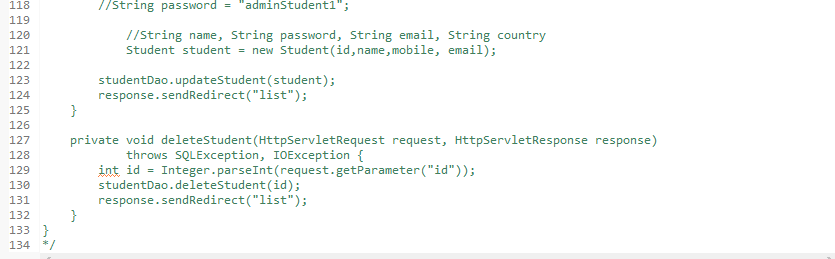 118 //String password = "adminStudent1";
119
120 //String name, String password, String email, String country
121 Student student = new Student(id,name,mobile, email);
122
123 studentDao.updateStudent(student);
124 response.sendRedirect("list");
125 }
126
127 private void deleteStudent(HttpServletRequest request, HttpServletResponse response)
128 throws SQLException, IOException {
129 int id = Integer.parseInt(request.getParameter("id"));
130 studentDao.deleteStudent(id);
131 response.sendRedirect("list");
132 }
133 }
134 */